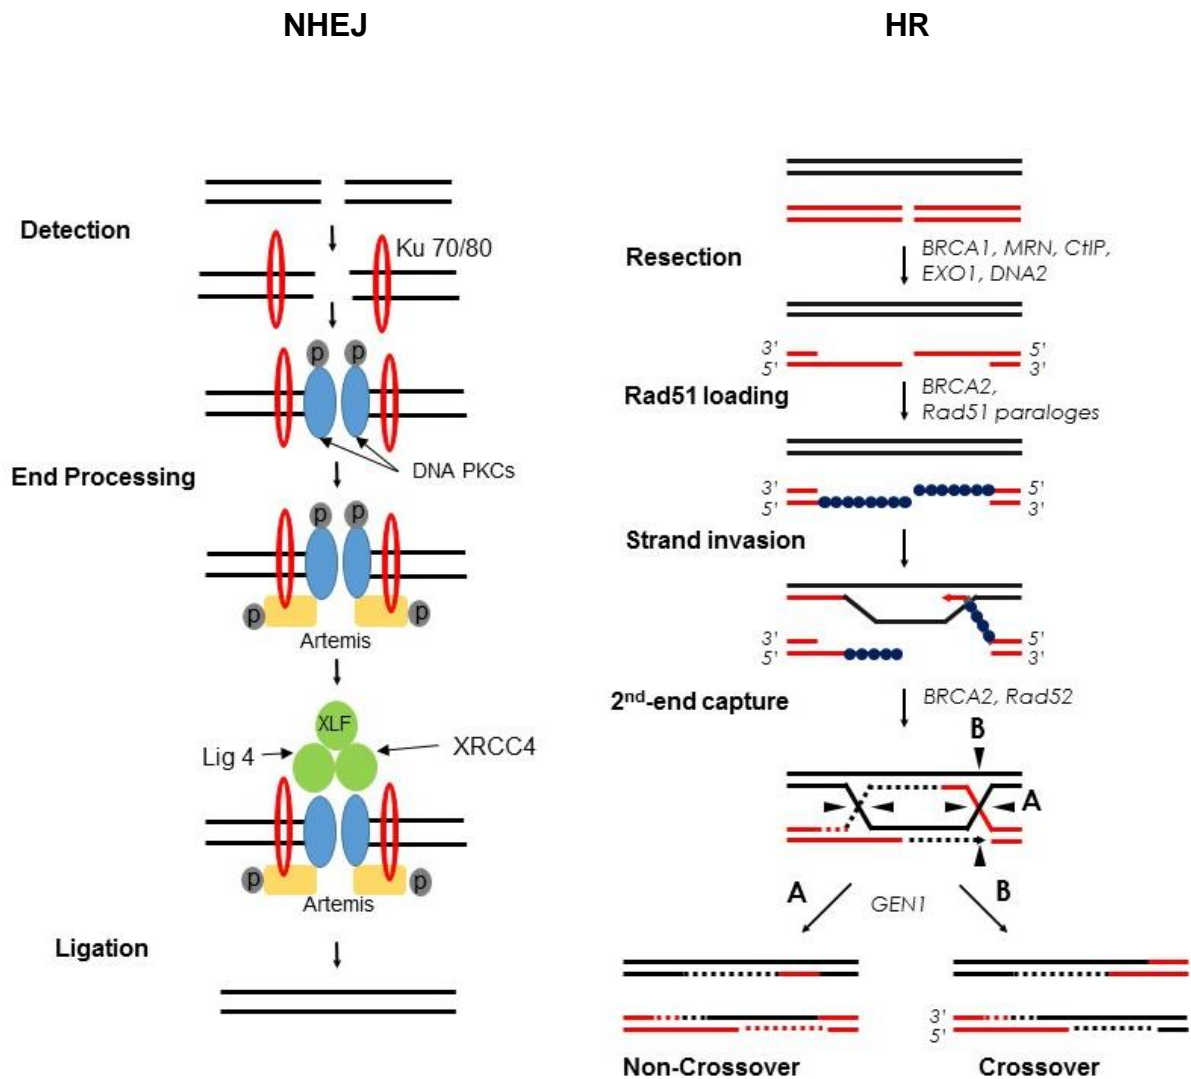 NHEJ
Detection
Ku 70/80
p p
DNA PKCs
End Processing
p p
p p
Artemis
XLF
Lig 4
XRCC4
p p
Artemis
Ligation
HR
Resection
BRCA1, MRN, CtIP,
EXO1, DNA2
3' 5'
5' 3'
Rad51 loading
BRCA2,
Rad51 paraloges
3' 5'
5' 3'
Strand invasion
3' 5'
5' 3'
2nd-end capture
BRCA2, Rad52
B
A
B
A
GEN1
B
3'
5'
Non-Crossover
Crossover